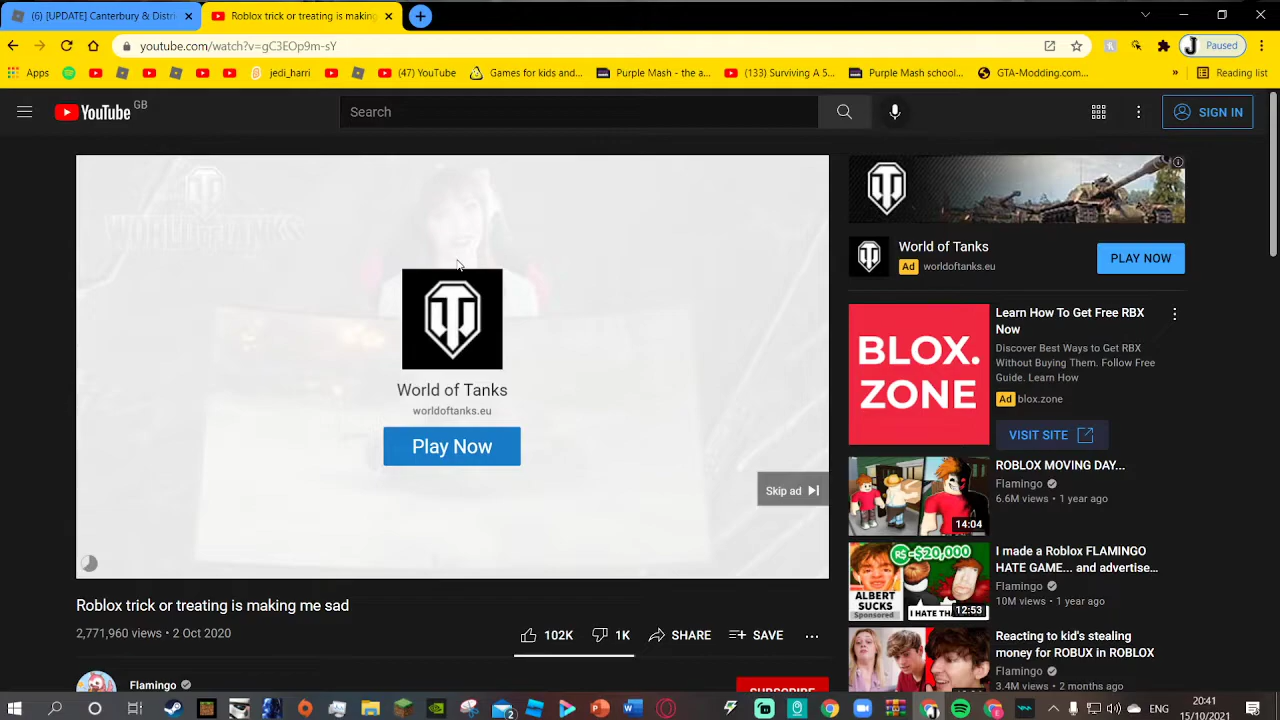 (6) [UPDATE] Canterbury & Distri
Roblox trick or treating is making
youtube.com/watch?v=gC3EOp9m-sY
Paused
Apps
jedi_harri
(47) YouTube
Games for kids and...
Purple Mash - the a...
(133) Surviving A 5...
Purple Mash school...
GTA-Modding.com...
»
Reading list
YouTube GB
Search
SIGN IN
WORLD OF TANKS
World of Tanks
worldoftanks.eu
Play Now
Skip ad
World of Tanks
Ad worldoftanks.eu
PLAY NOW
BLOX.
ZONE
Learn How To Get Free RBX
Now
Discover Best Ways to Get RBX
Without Buying Them. Follow Free
Guide. Learn How
Ad blox.zone
VISIT SITE
ROBLOX MOVING DAY...
Flamingo
6.6M views • 1 year ago
14:04
R$-$20,000
ALBERT
SUCKS
Sponsored
I HATE TH
12:53
I made a Roblox FLAMINGO
HATE GAME... and advertise...
Flamingo
10M views • 1 year ago
Reacting to kid's stealing
money for ROBUX in ROBLOX
Flamingo
3.4M views • 2 months ago
Roblox trick or treating is making me sad
2,771,960 views • 2 Oct 2020
102K
1K
SHARE
SAVE
Flamingo
SUBSCRIBE
20:41
15/10/2021